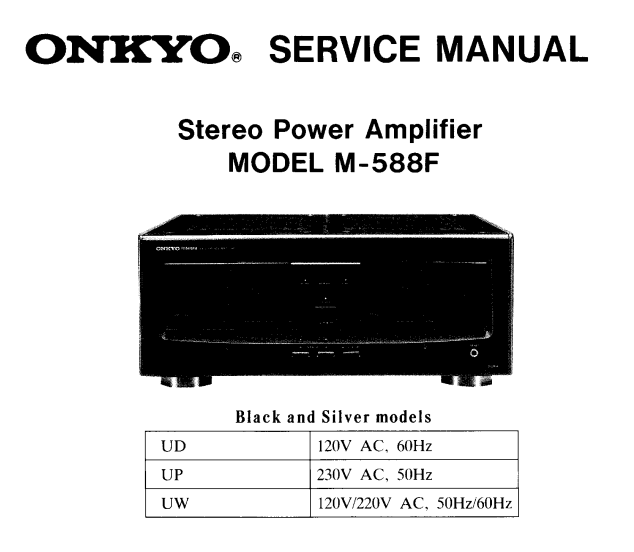 ONKYO® SERVICE MANUAL
Stereo Power Amplifier
MODEL M-588F
ONKYO
Black and Silver models
UD 120V AC, 60Hz
UP 230V AC, 50Hz
UW 120V/220V AC, 50Hz/60Hz